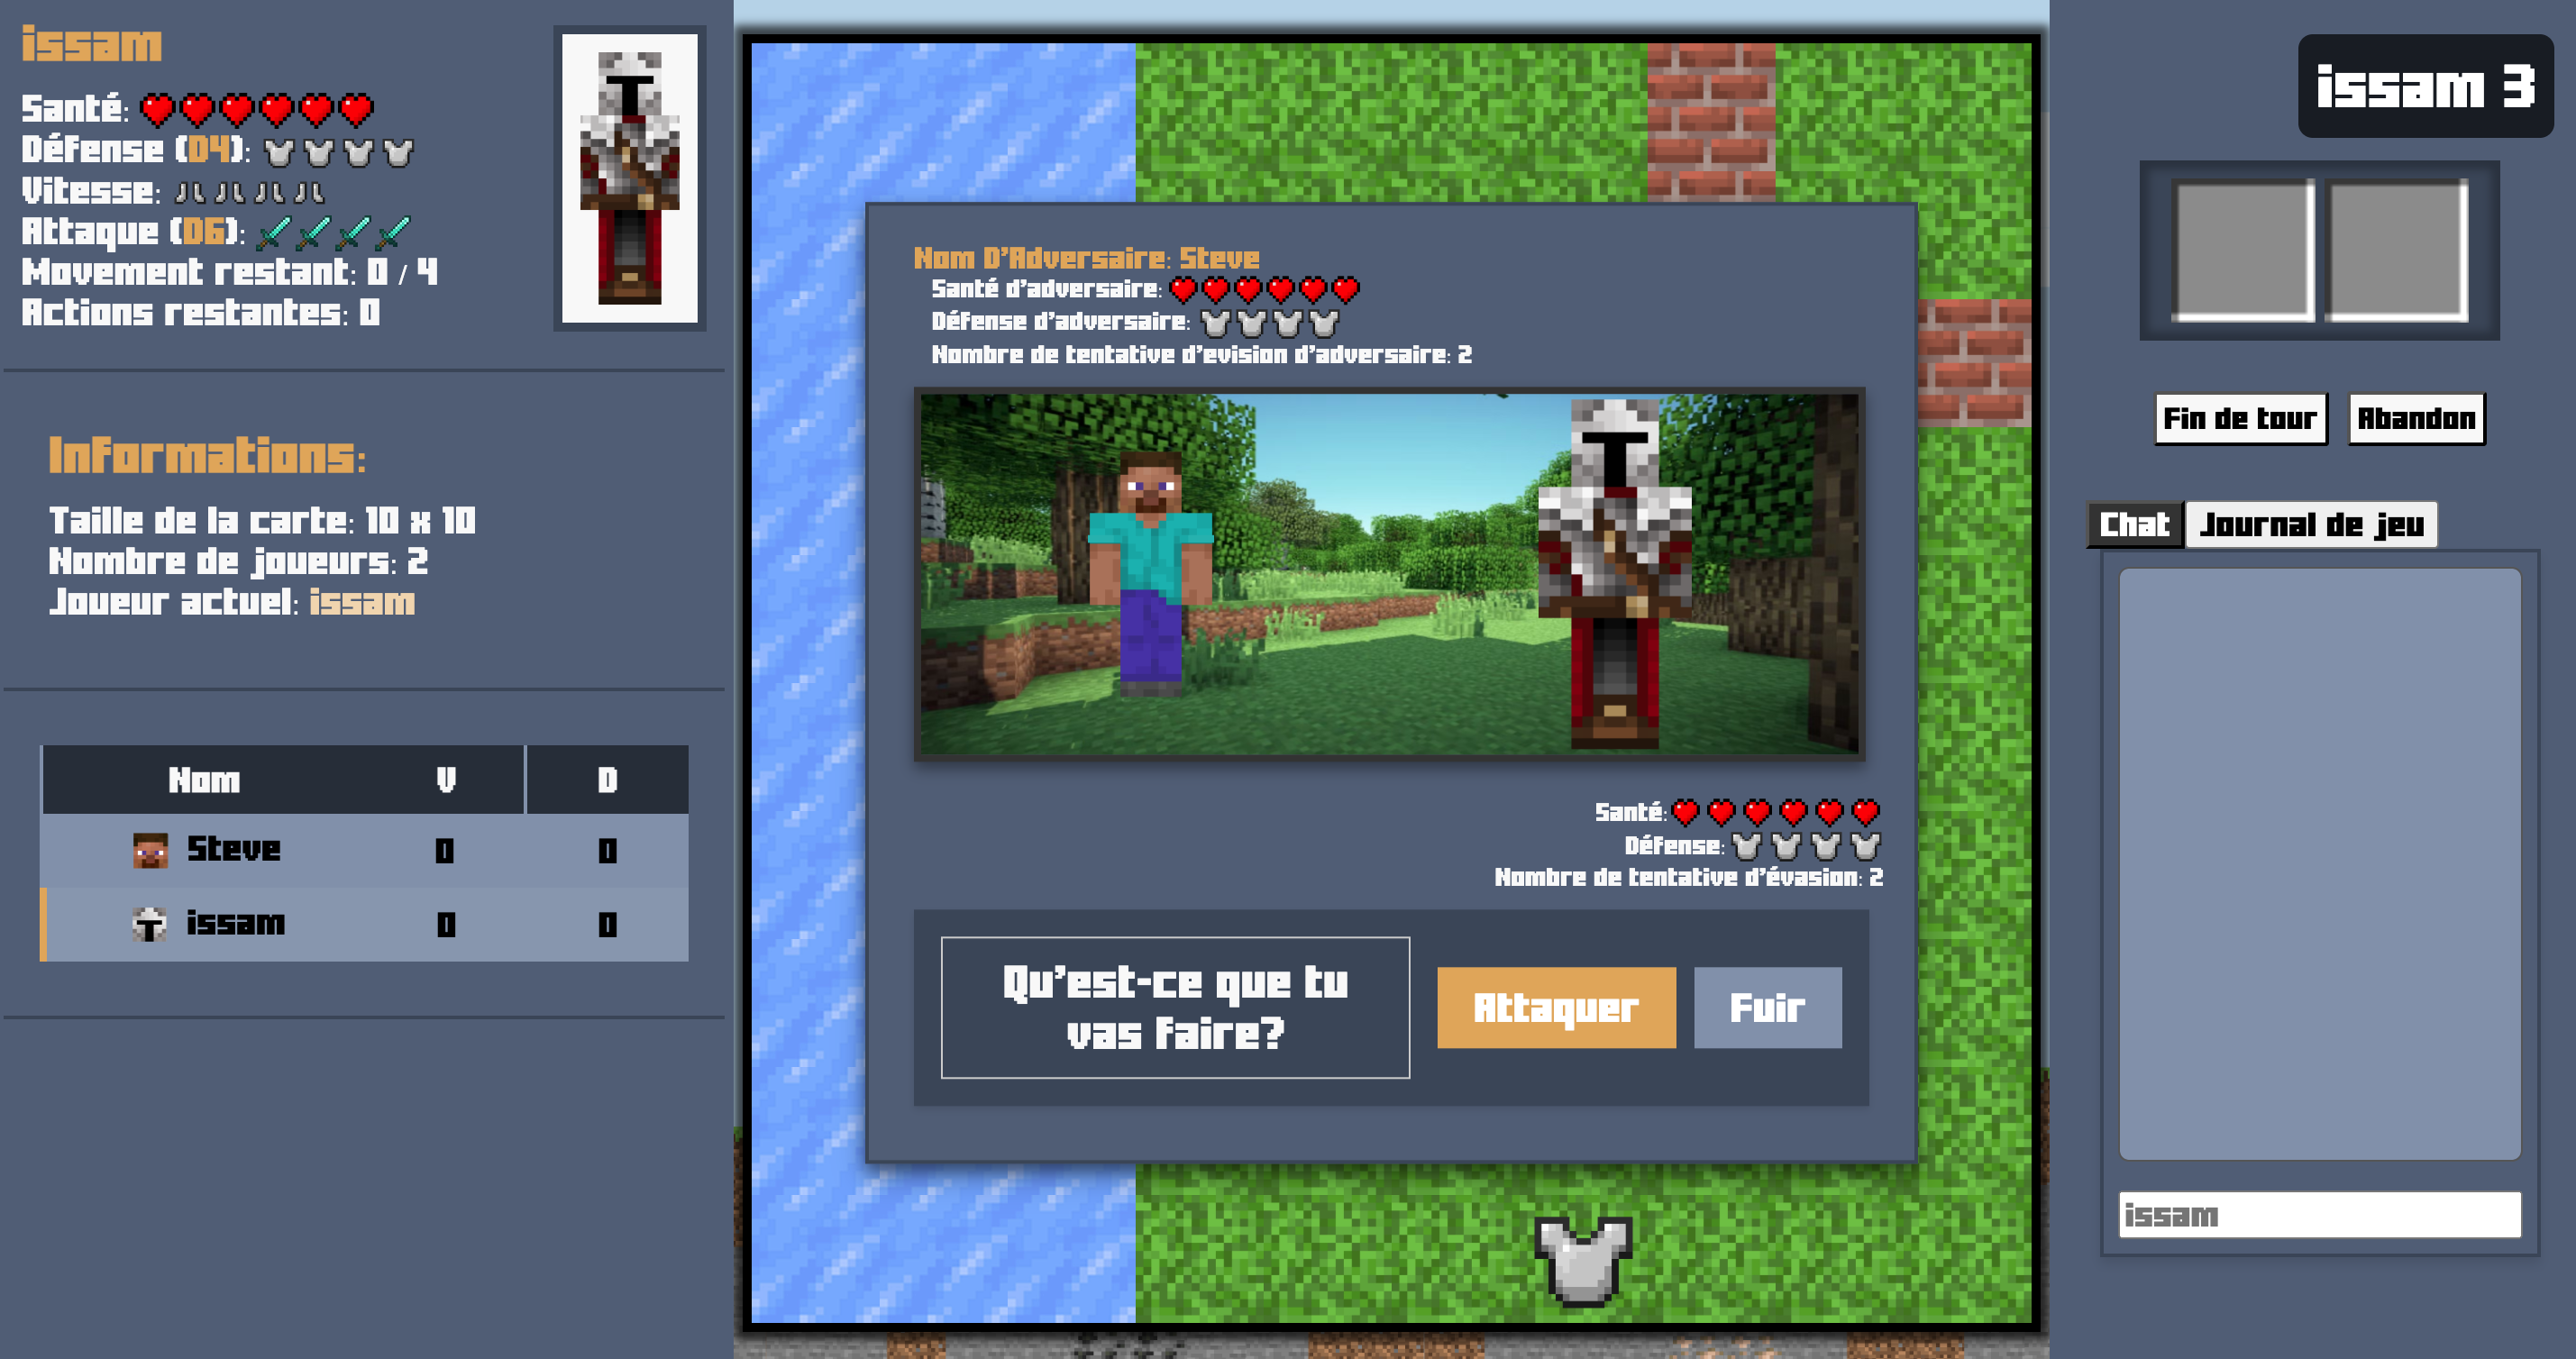 issam
Santé:
Défense (D4):
Vitesse:
Attaque (D6):
Movement restant: 0 / 4
Actions restantes: 0
Informations:
Taille de la carte: 10 x 10
Nombre de joueurs: 2
Joueur actuel: issam
Nom V D
Steve 0 0
issam 0 0
Nom D'Adversaire: Steve
Santé d'adversaire:
Défense d'adversaire:
Nombre de tentative d'evision d'adversaire: 2
Santé:
Défense:
Nombre de tentative d'évasion: 2
Qu'est-ce que tu
vas faire?
Attaquer Fuir
issam 3
Fin de tour Abandon
Chat Journal de jeu
issam